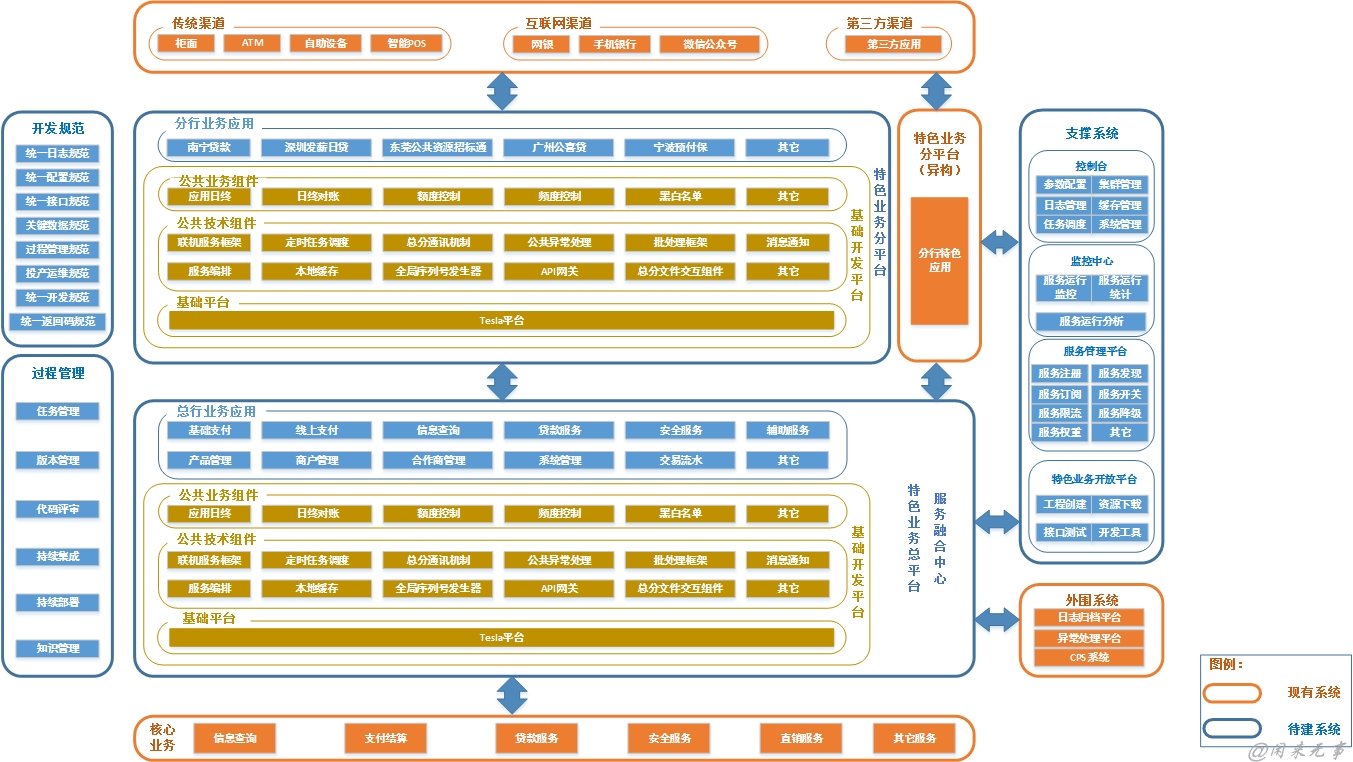 传统渠道
柜面
ATM
自助设备
智能POS
互联网渠道
网银
手机银行
微信公众号
第三方渠道
第三方应用
开发规范
统一日志规范
统一配置规范
统一接口规范
关键数据规范
过程管理规范
投产运维规范
统一开发规范
统一返回码规范
过程管理
任务管理
版本管理
代码评审
持续集成
持续部署
知识管理
分行业务应用
南宁贷款
深圳发薪日贷
东莞公共资源招标通
广州公喜贷
宁波预付保
其它
公共业务组件
应用日终
日终对账
额度控制
频度控制
黑白名单
其它
公共技术组件
联机服务框架
定时任务调度
总分通讯机制
公共异常处理
批处理框架
消息通知
服务编排
本地缓存
全局序列号发生器
API网关
总分文件交互组件
其它
基础平台
Tesla平台
基础开发平台
特色业务分平台
特色业务
分平台
（异构）
分行特色
应用
总行业务应用
基础支付
线上支付
信息查询
贷款服务
安全服务
辅助服务
产品管理
商户管理
合作商管理
系统管理
交易流水
其它
公共业务组件
应用日终
日终对账
额度控制
频度控制
黑白名单
其它
公共技术组件
联机服务框架
定时任务调度
总分通讯机制
公共异常处理
批处理框架
消息通知
服务编排
本地缓存
全局序列号发生器
API网关
总分文件交互组件
其它
基础平台
Tesla平台
基础开发平台
特色业务总平台
服务融合中心
支撑系统
控制台
参数配置
集群管理
日志管理
缓存管理
任务调度
系统管理
监控中心
服务运行
监控
服务运行
统计
服务运行分析
服务管理平台
服务注册
服务发现
服务订阅
服务开关
服务限流
服务降级
服务权重
其它
特色业务开放平台
工程创建
资源下载
接口测试
开发工具
外围系统
日志归档平台
异常处理平台
CPS系统
核心
业务
信息查询
支付结算
贷款服务
安全服务
直销服务
其它服务
图例：
现有系统
待建系统
@闲来无事